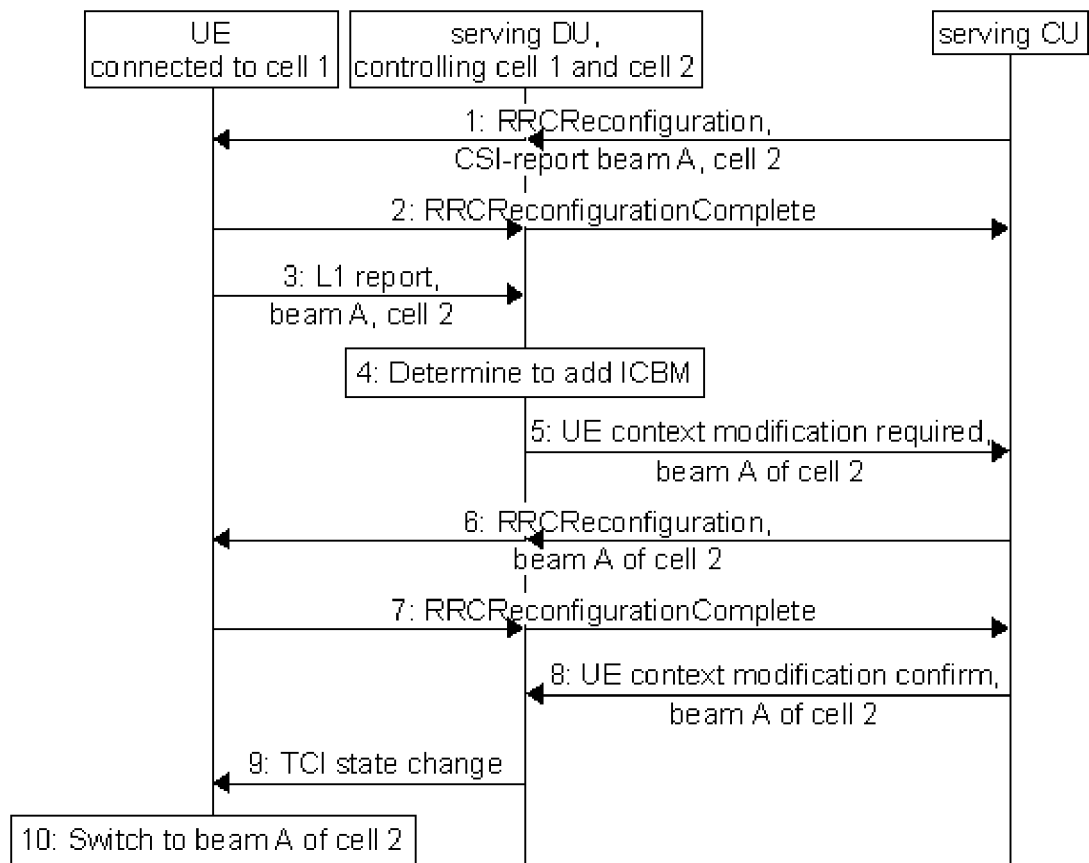 UE
connected to cell 1
serving DU,
controlling cell 1 and cell 2
serving CU
1: RRCReconfiguration,
CSI-report beam A, cell 2
2: RRCReconfigurationComplete
3: L1 report,
beam A, cell 2
4: Determine to add ICBM
5: UE context modification required,
beam A of cell 2
6: RRCReconfiguration,
beam A of cell 2
7: RRCReconfigurationComplete
8: UE context modification confirm,
beam A of cell 2
9: TCI state change
10: Switch to beam A of cell 2